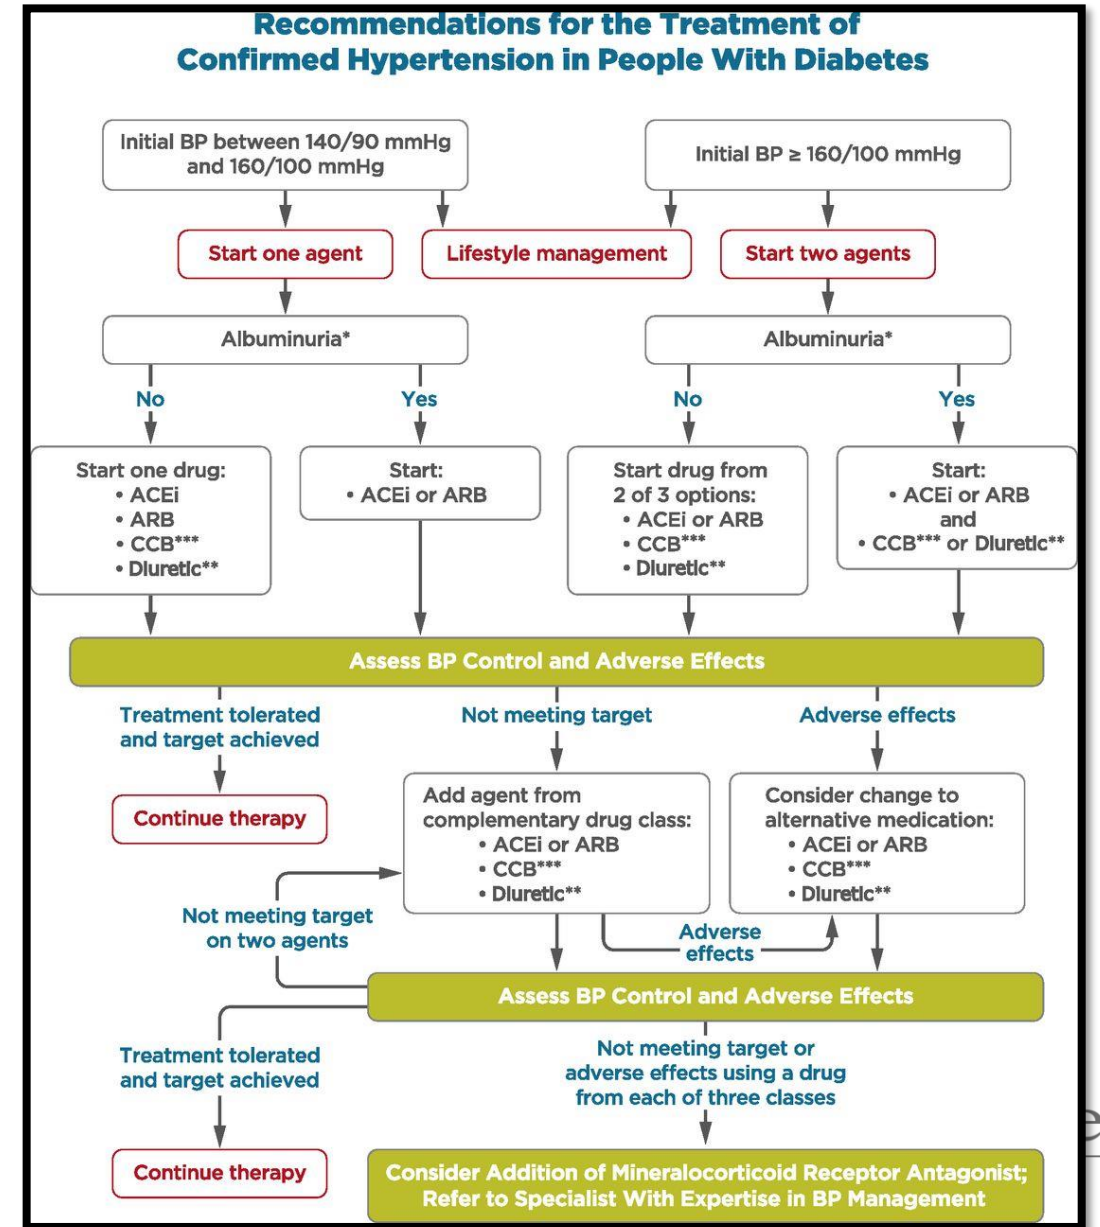 Recommendations for the Treatment of
Confirmed Hypertension in People With Diabetes
Initial BP between 140/90 mmHg
and 160/100 mmHg
Initial BP ≥ 160/100 mmHg
Start one agent
Lifestyle management
Start two agents
Albuminuria*
Albuminuria*
No
Yes
No
Yes
Start one drug:
• ACEi
• ARB
• CCB***
• Diuretic**
Start:
• ACEi or ARB
Start drug from
2 of 3 options:
• ACEi or ARB
• CCB***
• Diuretic**
Start:
• ACEi or ARB
and
• CCB*** or Diuretic**
Assess BP Control and Adverse Effects
Treatment tolerated
and target achieved
Not meeting target
Adverse effects
Continue therapy
Add agent from
complementary drug class:
• ACEi or ARB
• CCB***
• Diuretic**
Consider change to
alternative medication:
• ACEi or ARB
• CCB***
• Diuretic**
Not meeting target
on two agents
Adverse
effects
Assess BP Control and Adverse Effects
Treatment tolerated
and target achieved
Not meeting target or
adverse effects using a drug
from each of three classes
Continue therapy
Consider Addition of Mineralocorticoid Receptor Antagonist;
Refer to Specialist With Expertise in BP Management